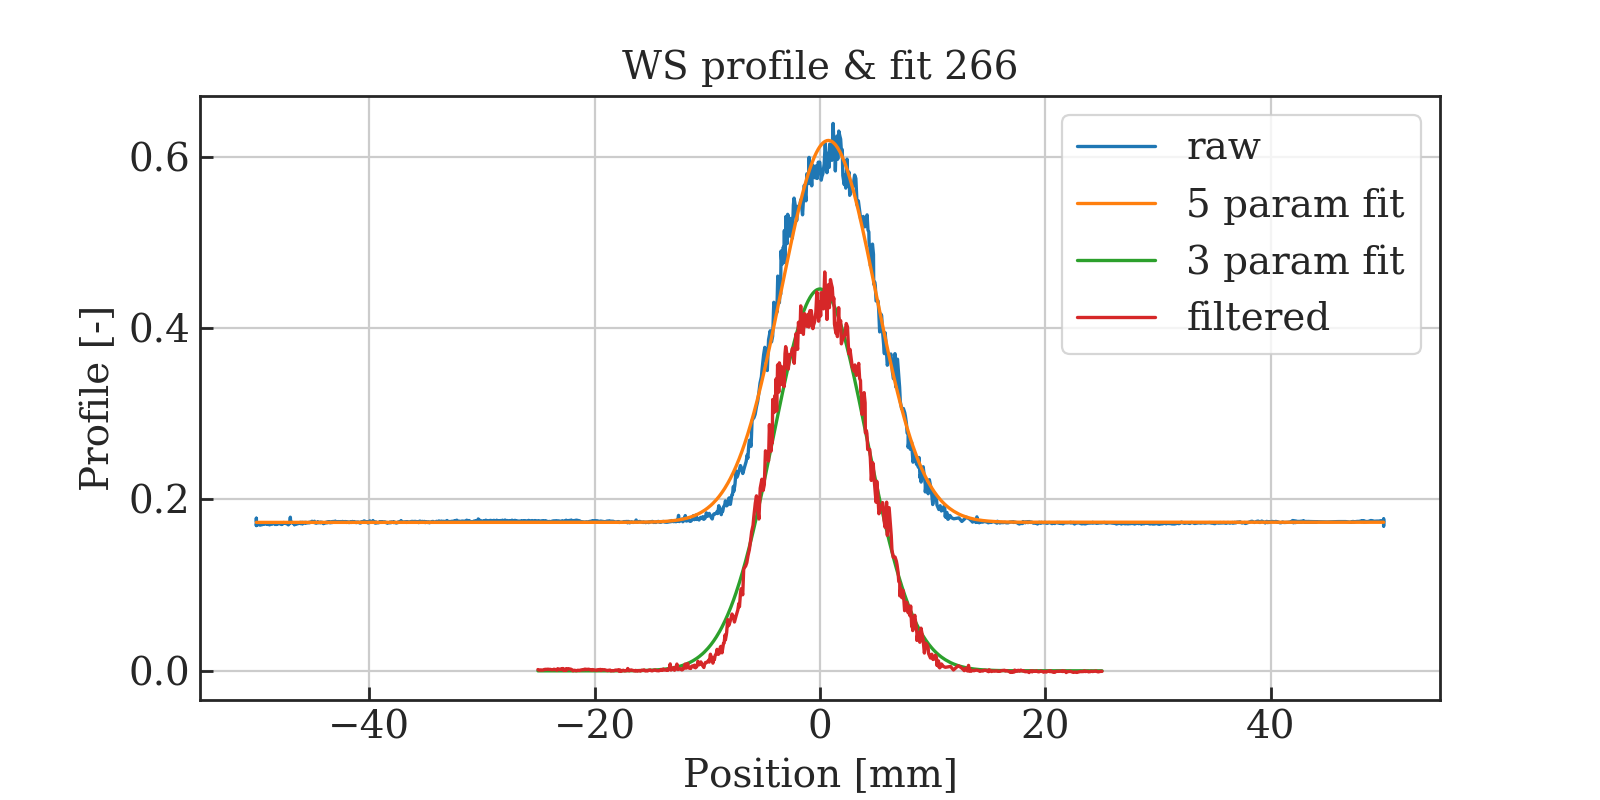 WS profile & fit 266
raw
5 param fit
3 param fit
filtered
Profile [-]
0.6
0.4
0.2
0.0
−40
−20
0
20
40
Position [mm]